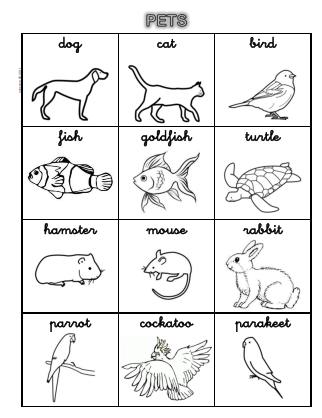 PETS
dog cat bird
fish goldfish turtle
hamster mouse rabbit
parrot cockatoo parakeet